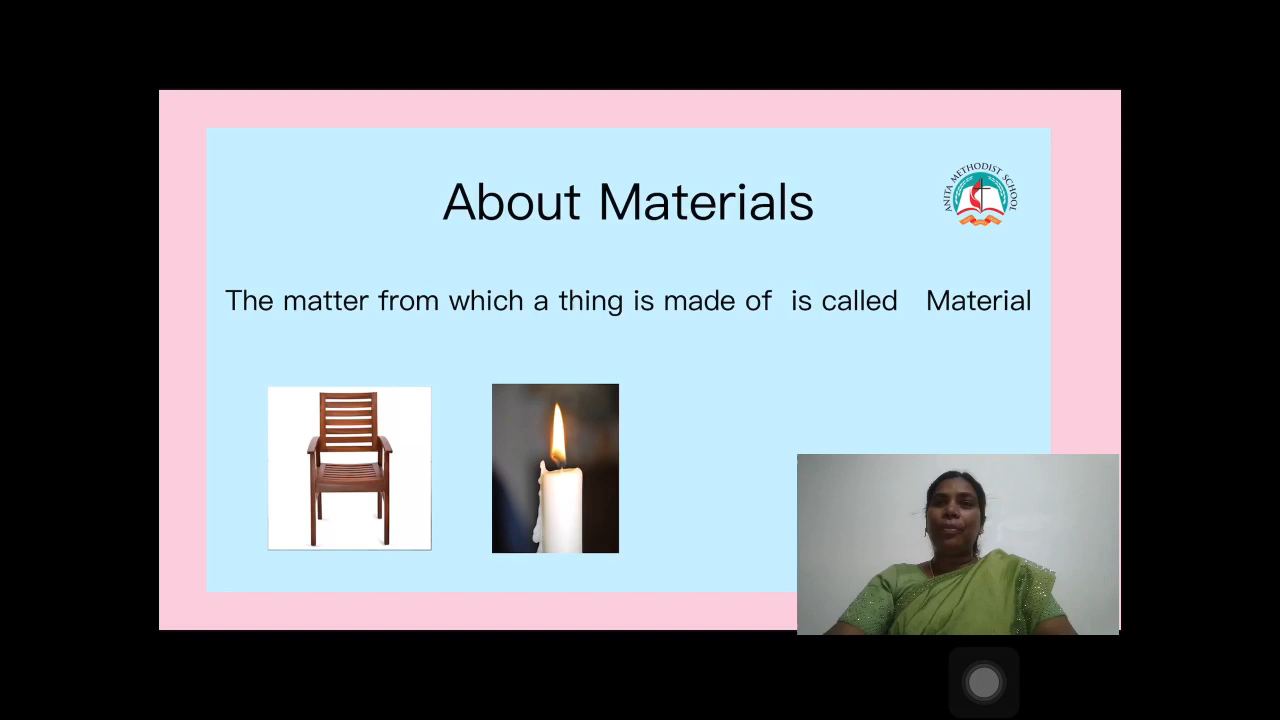 About Materials
ANITA METHODIST SCHOOL
The matter from which a thing is made of is called Material